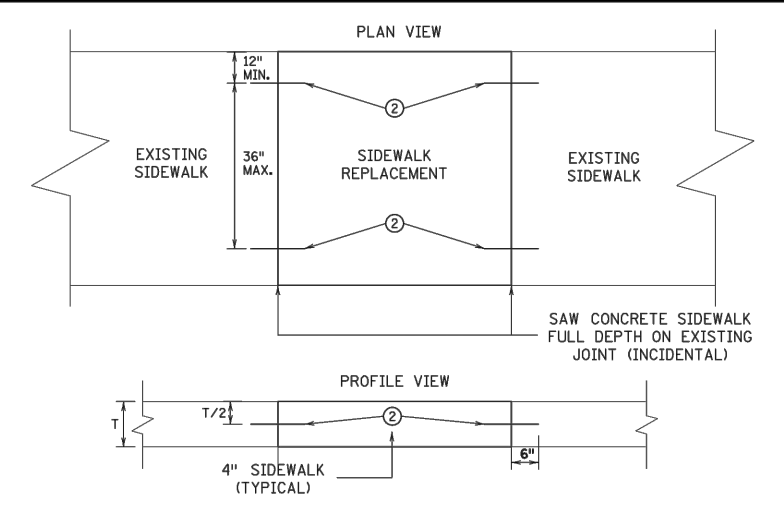 PLAN VIEW
12"
MIN.
2
EXISTING
SIDEWALK
36"
MAX.
SIDEWALK
REPLACEMENT
EXISTING
SIDEWALK
2
SAW CONCRETE SIDEWALK
FULL DEPTH ON EXISTING
JOINT (INCIDENTAL)
PROFILE VIEW
T
T/2
2
6"
4" SIDEWALK
(TYPICAL)